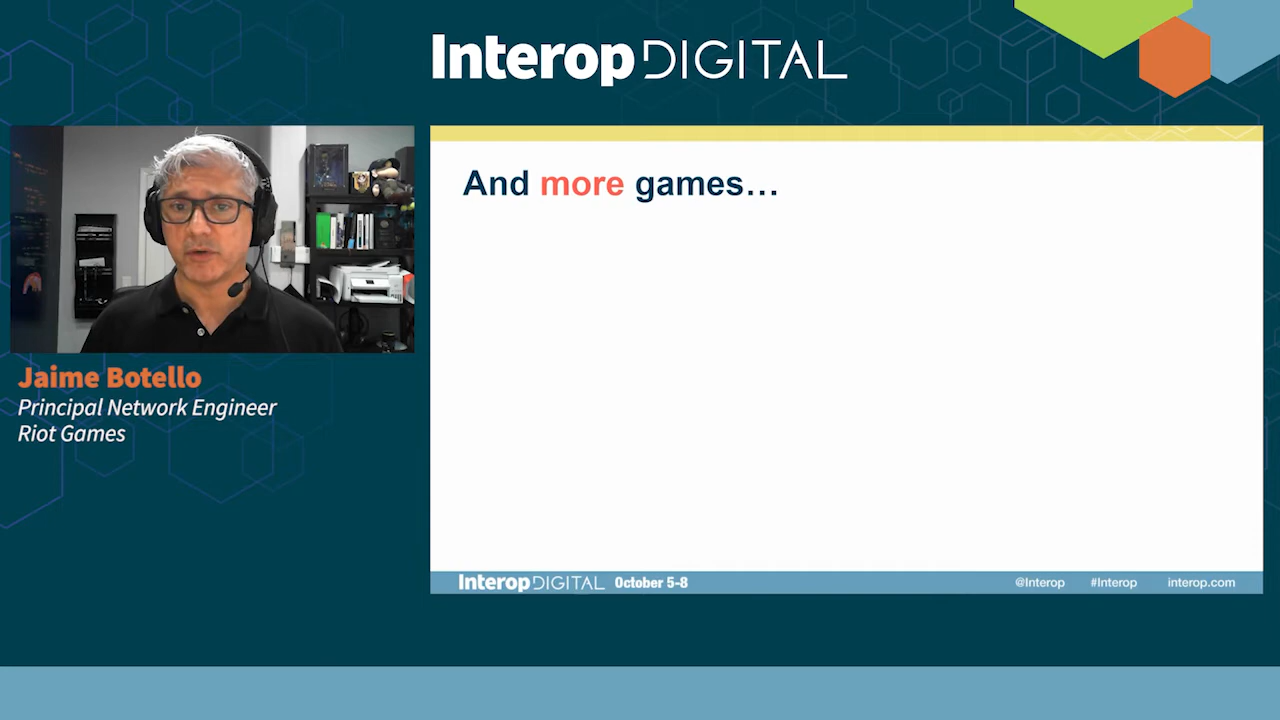 Interop DIGITAL
And more games...
Jaime Botello
Principal Network Engineer
Riot Games
Interop DIGITAL October 5-8
@Interop #Interop interop.com